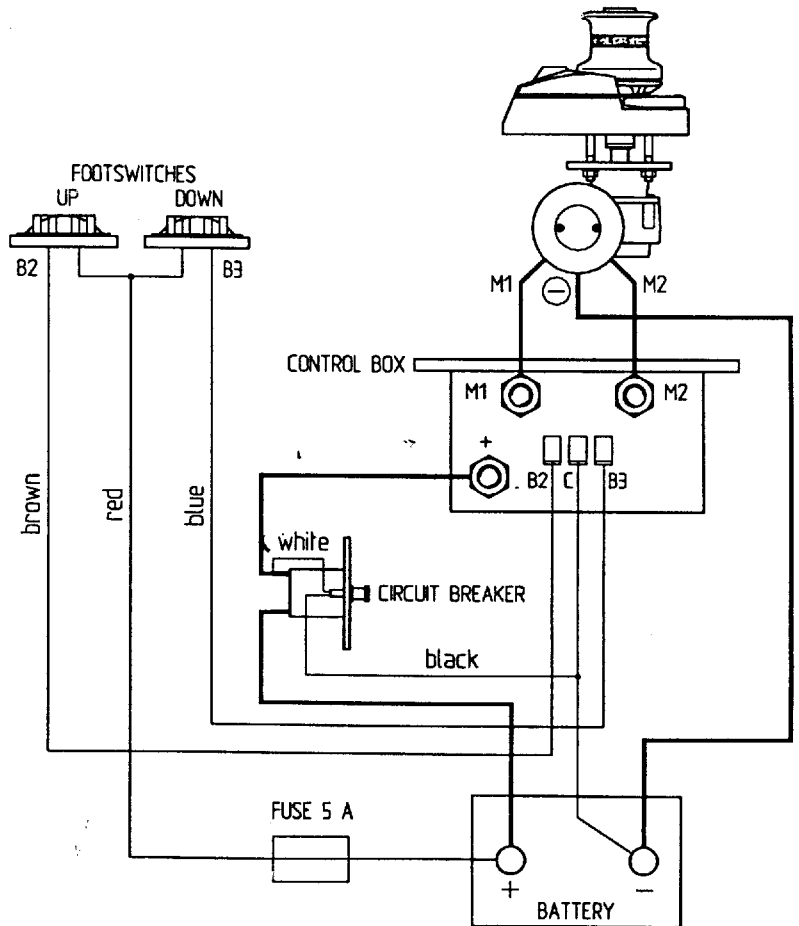 FOOTSWITCHES
UP
DOWN
B2
B3
M1
−
M2
CONTROL BOX
M1
M2
+
B2
C
B3
brown
red
blue
white
CIRCUIT BREAKER
black
FUSE 5 A
+
−
BATTERY